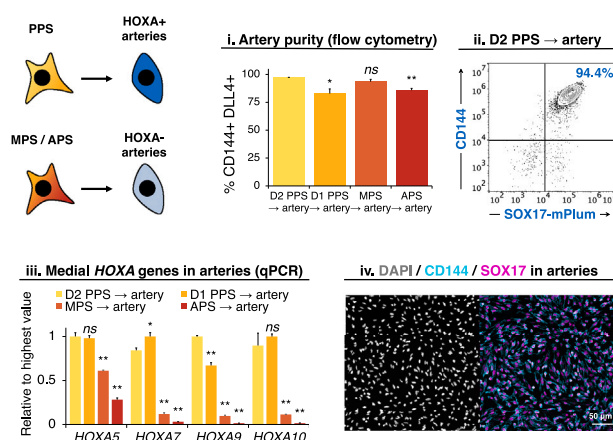 PPS
HOXA+
arteries
MPS / APS
HOXA-
arteries
i. Artery purity (flow cytometry)
% CD144+ DLL4+
100
75
50
25
0
*
ns
**
D2 PPS
→ artery
D1 PPS
→ artery
MPS
→ artery
APS
→ artery
ii. D2 PPS → artery
94.4%
CD144
10⁷
10⁶
10⁵
10⁴
10³
10²
10² 10³ 10⁴ 10⁵ 10⁶ 10⁷
SOX17-mPlum
iii. Medial HOXA genes in arteries (qPCR)
D2 PPS → artery
D1 PPS → artery
MPS → artery
APS → artery
Relative to highest value
1
0.5
0
ns
**
**
*
**
**
**
**
**
ns
**
**
HOXA5 HOXA7 HOXA9 HOXA10
iv. DAPI / CD144 / SOX17 in arteries
50 μm